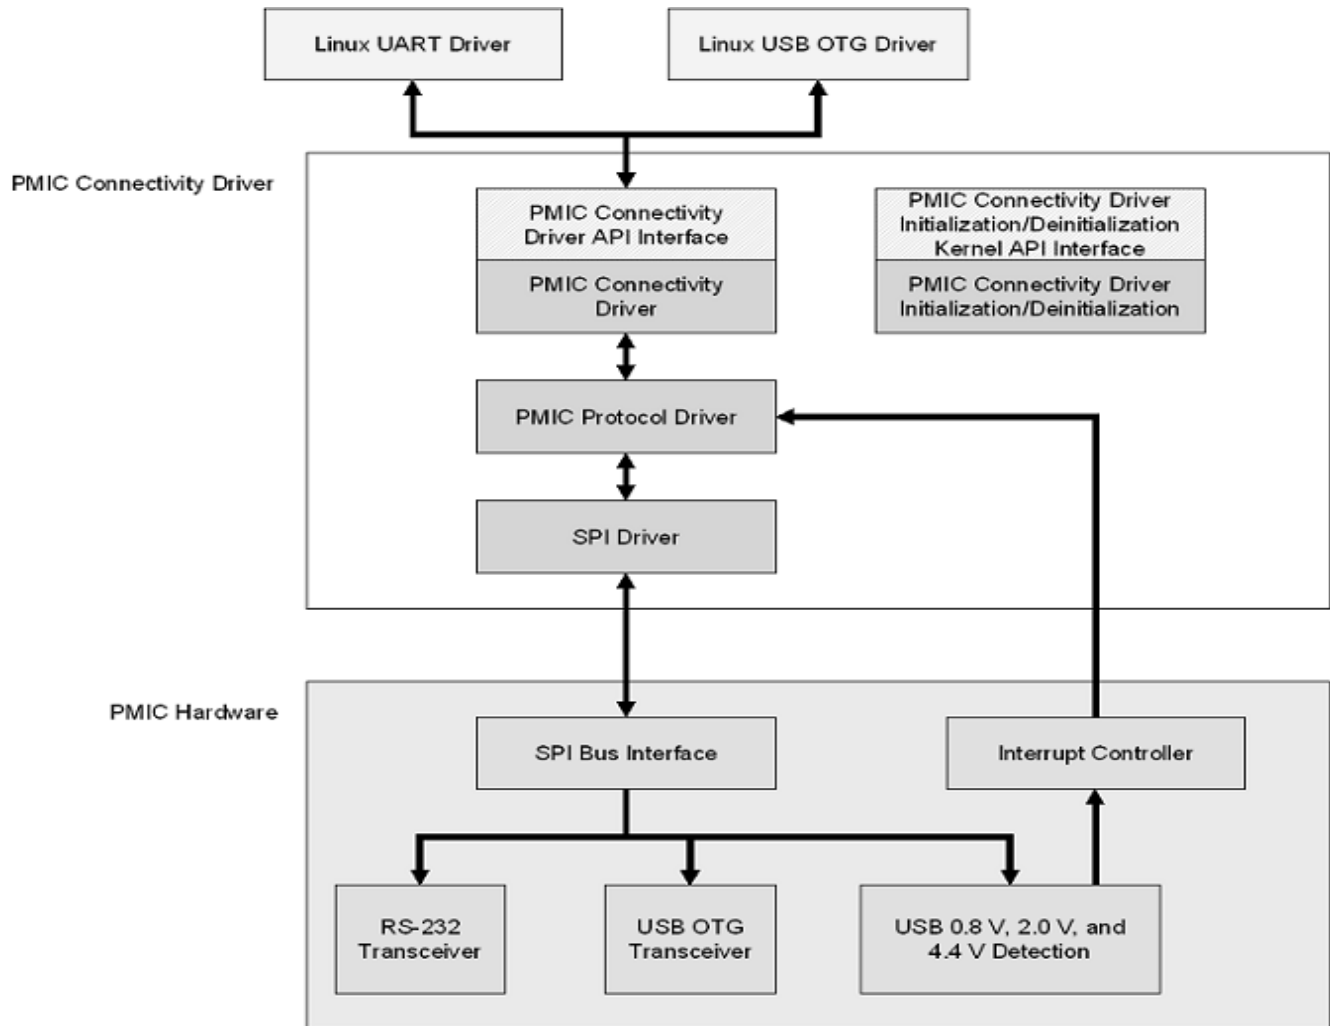 Linux UART Driver
Linux USB OTG Driver
PMIC Connectivity Driver
PMIC Connectivity
Driver API Interface
PMIC Connectivity Driver
Initialization/Deinitialization
Kernel API Interface
PMIC Connectivity
Driver
PMIC Connectivity Driver
Initialization/Deinitialization
PMIC Protocol Driver
SPI Driver
PMIC Hardware
SPI Bus Interface
Interrupt Controller
RS-232
Transceiver
USB OTG
Transceiver
USB 0.8 V, 2.0 V, and
4.4 V Detection